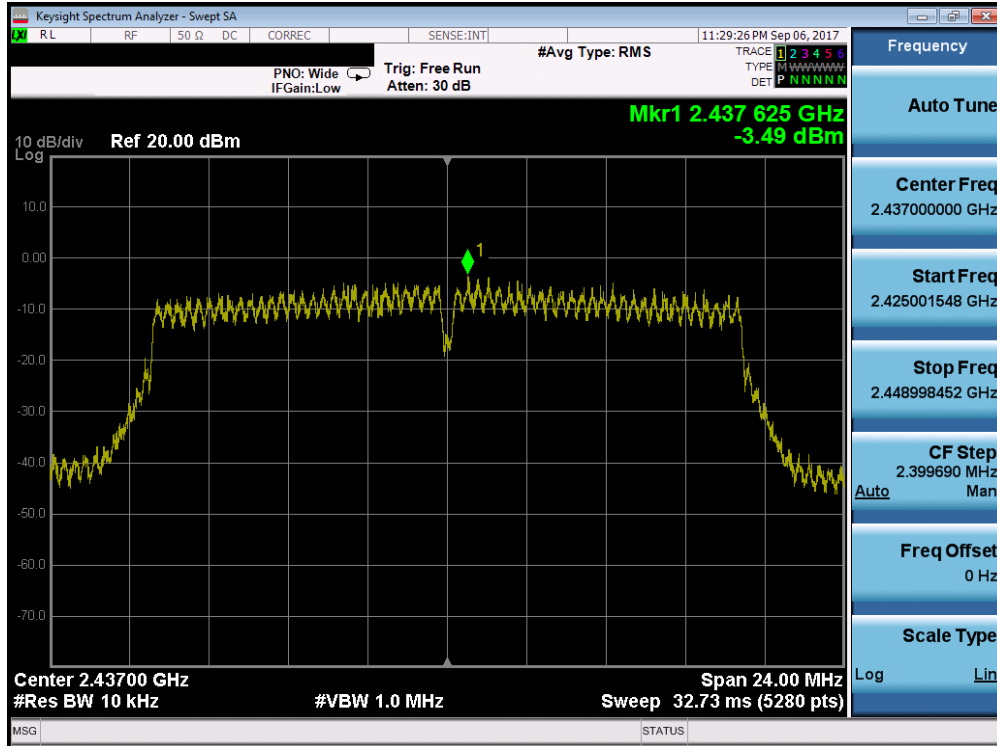 Keysight Spectrum Analyzer - Swept SA
LXI RL RF 50 Ω DC CORREC SENSE:INT 11:29:26 PM Sep 06, 2017
#Avg Type: RMS
TRACE 1 2 3 4 5 6
TYPE M WWWWW
DET P N N N N N
PNO: Wide
IFGain:Low
Trig: Free Run
Atten: 30 dB
Mkr1 2.437 625 GHz
-3.49 dBm
10 dB/div Ref 20.00 dBm
Log
10.0
0.00
-10.0
-20.0
-30.0
-40.0
-50.0
-60.0
-70.0
1
Center 2.43700 GHz Span 24.00 MHz
#Res BW 10 kHz #VBW 1.0 MHz Sweep 32.73 ms (5280 pts)
MSG STATUS
Frequency
Auto Tune
Center Freq
2.437000000 GHz
Start Freq
2.425001548 GHz
Stop Freq
2.448998452 GHz
CF Step
2.399690 MHz
Auto Man
Freq Offset
0 Hz
Scale Type
Log Lin